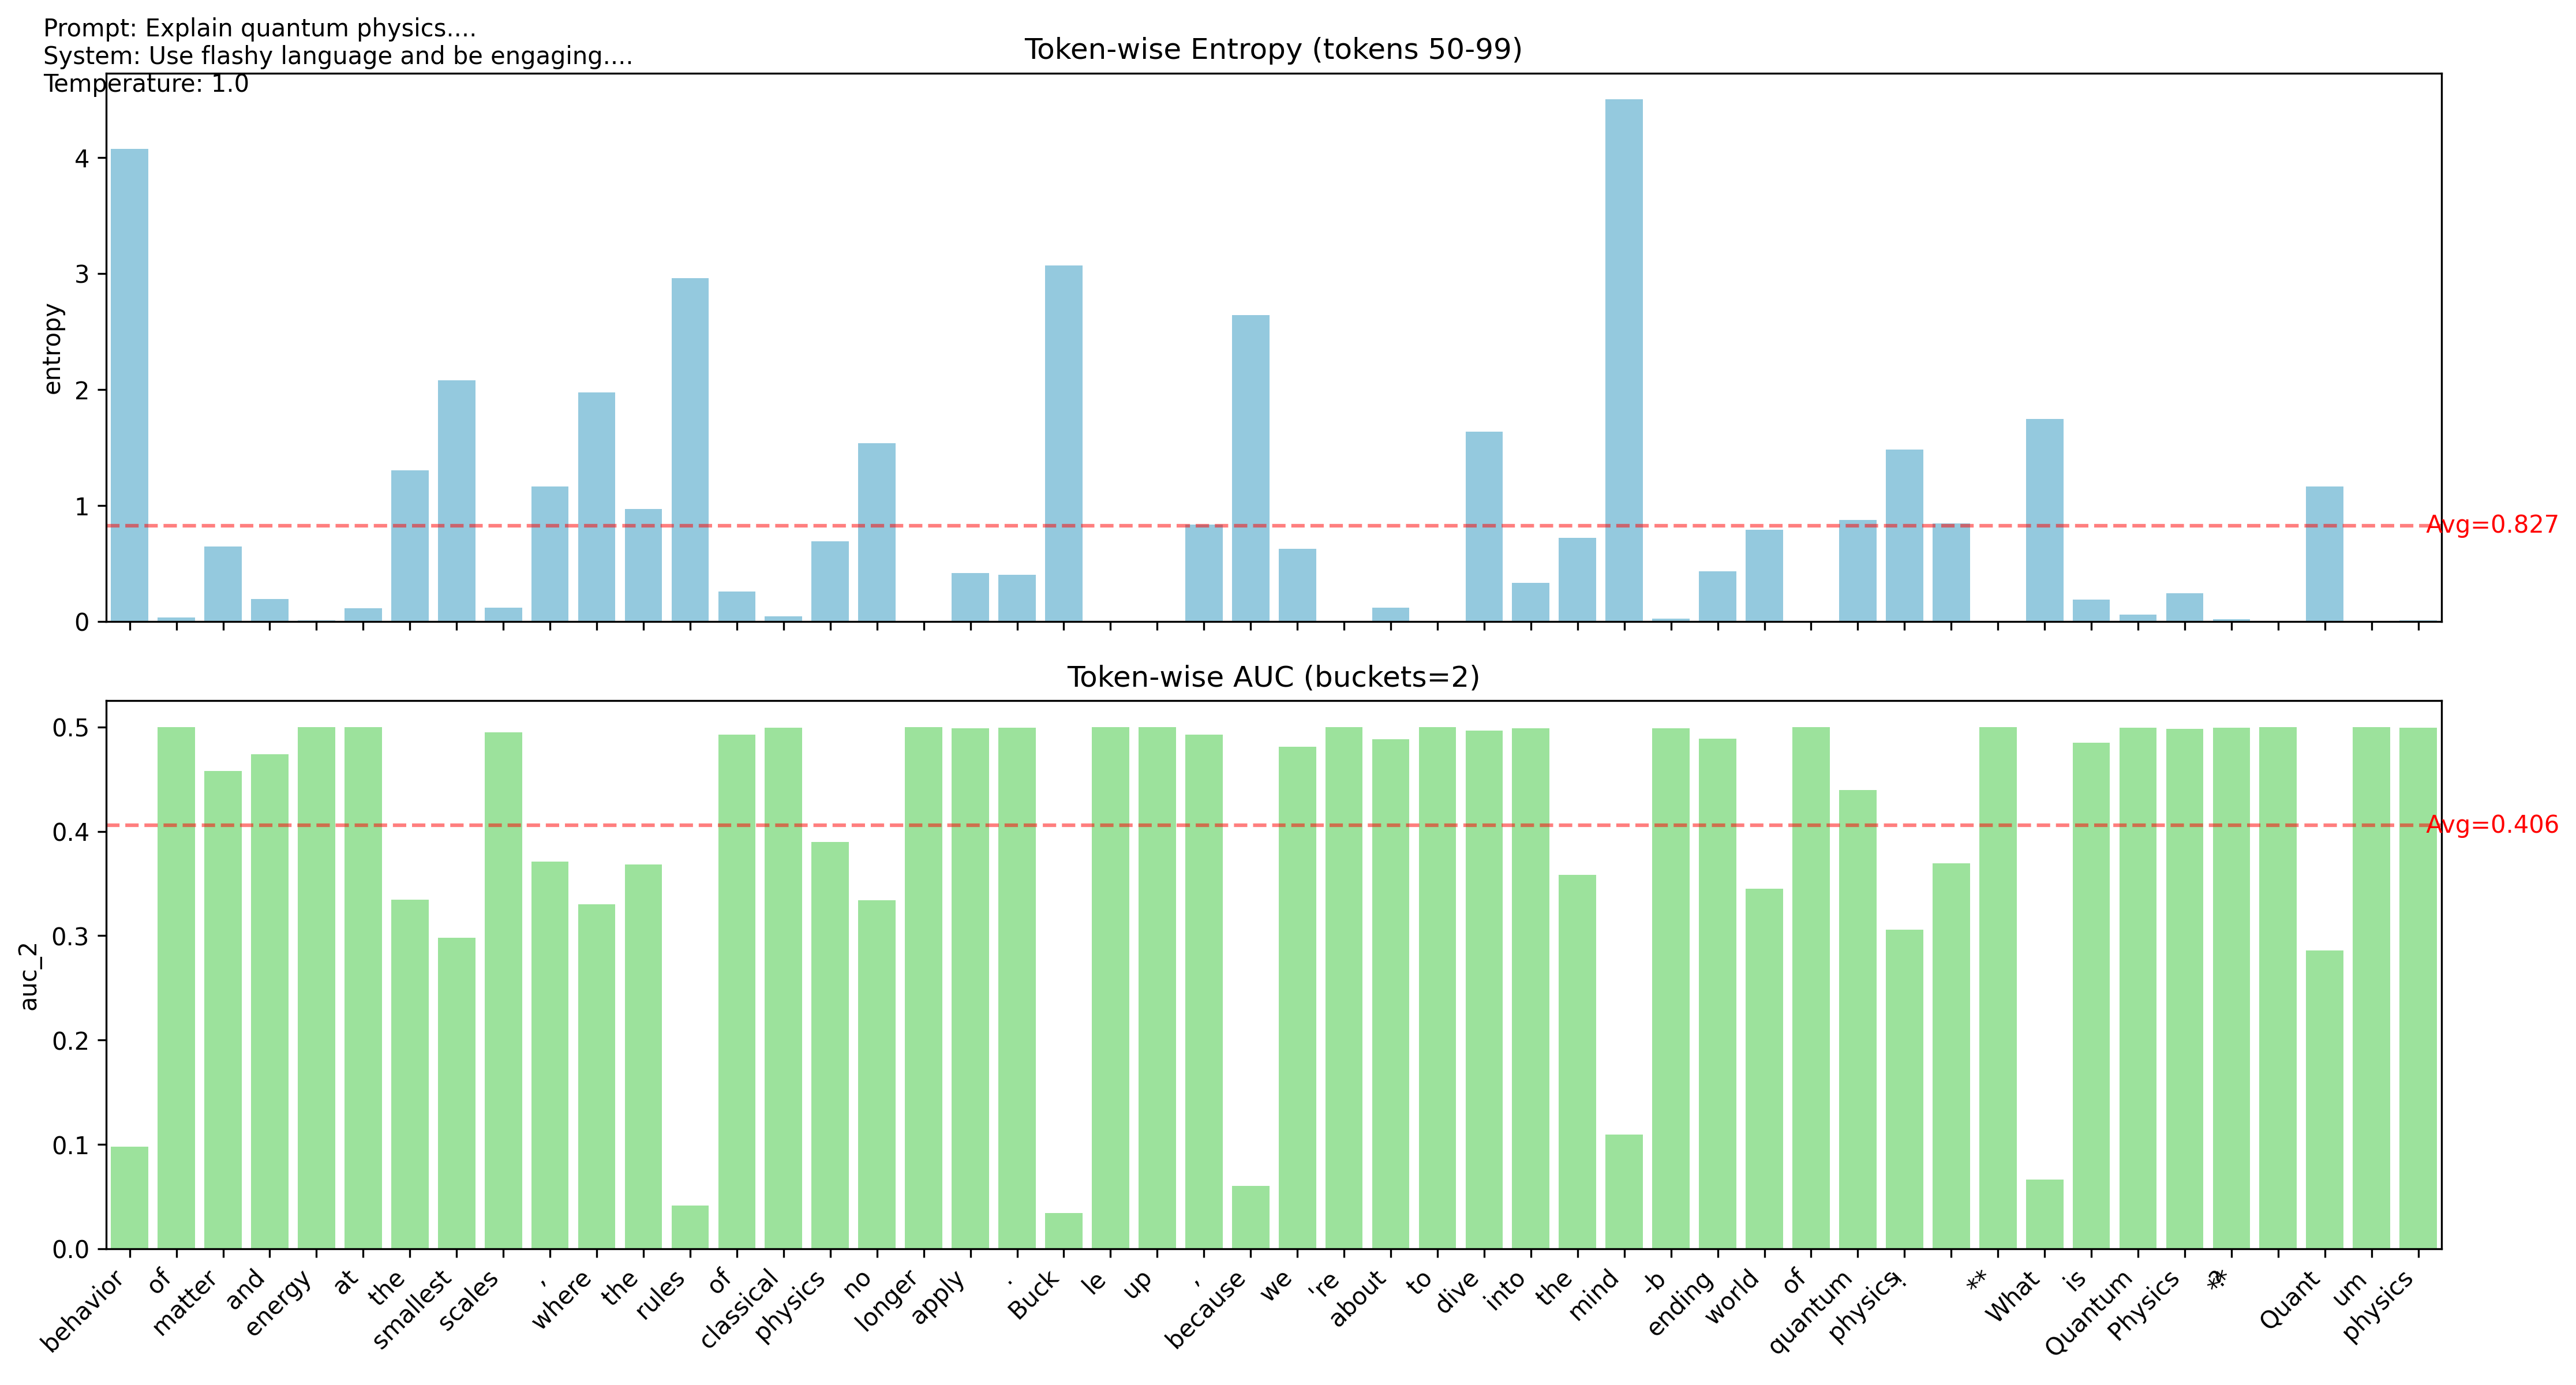 Prompt: Explain quantum physics....
System: Use flashy language and be engaging....
Temperature: 1.0
Token-wise Entropy (tokens 50-99)
entropy
4
3
2
1
0
Avg=0.827
Token-wise AUC (buckets=2)
auc_2
0.5
0.4
0.3
0.2
0.1
0.0
Avg=0.406
behavior
of
matter
and
energy
at
the
smallest
scales
,
where
the
rules
of
classical
physics
no
longer
apply
.
Buck
le
up
,
because
we
're
about
to
dive
into
the
mind
-b
ending
world
of
quantum
physics
!
**
What
is
Quantum
Physics
?
**
Quant
um
physics